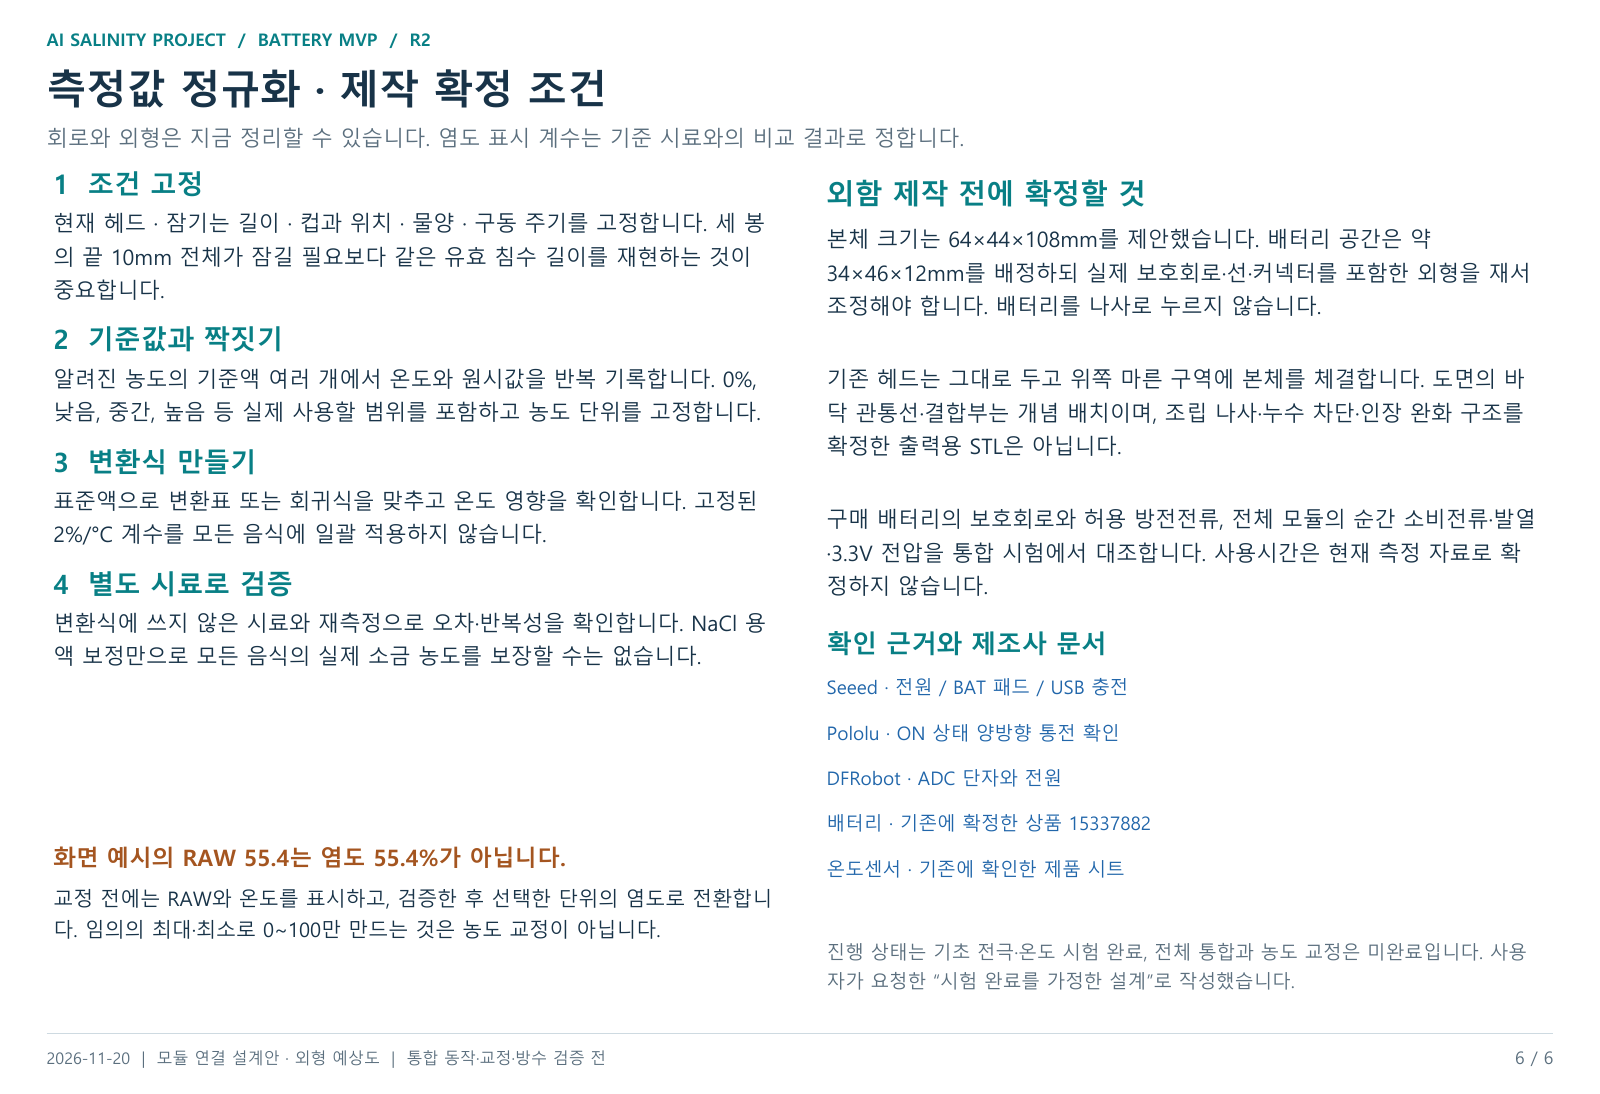 AI SALINITY PROJECT / BATTERY MVP / R2
측정값 정규화 · 제작 확정 조건
회로와 외형은 지금 정리할 수 있습니다. 염도 표시 계수는 기준 시료와의 비교 결과로 정합니다.
1 조건 고정
현재 헤드 · 잠기는 길이 · 컵과 위치 · 물양 · 구동 주기를 고정합니다. 세 봉
의 끝 10mm 전체가 잠길 필요보다 같은 유효 침수 길이를 재현하는 것이
중요합니다.
2 기준값과 짝짓기
알려진 농도의 기준액 여러 개에서 온도와 원시값을 반복 기록합니다. 0%,
낮음, 중간, 높음 등 실제 사용할 범위를 포함하고 농도 단위를 고정합니다.
3 변환식 만들기
표준액으로 변환표 또는 회귀식을 맞추고 온도 영향을 확인합니다. 고정된
2%/°C 계수를 모든 음식에 일괄 적용하지 않습니다.
4 별도 시료로 검증
변환식에 쓰지 않은 시료와 재측정으로 오차·반복성을 확인합니다. NaCl 용
액 보정만으로 모든 음식의 실제 소금 농도를 보장할 수는 없습니다.
화면 예시의 RAW 55.4는 염도 55.4%가 아닙니다.
교정 전에는 RAW와 온도를 표시하고, 검증한 후 선택한 단위의 염도로 전환합니
다. 임의의 최대·최소로 0~100만 만드는 것은 농도 교정이 아닙니다.
외함 제작 전에 확정할 것
본체 크기는 64×44×108mm를 제안했습니다. 배터리 공간은 약
34×46×12mm를 배정하되 실제 보호회로·선·커넥터를 포함한 외형을 재서
조정해야 합니다. 배터리를 나사로 누르지 않습니다.
기존 헤드는 그대로 두고 위쪽 마른 구역에 본체를 체결합니다. 도면의 바
닥 관통선·결합부는 개념 배치이며, 조립 나사·누수 차단·인장 완화 구조를
확정한 출력용 STL은 아닙니다.
구매 배터리의 보호회로와 허용 방전전류, 전체 모듈의 순간 소비전류·발열
·3.3V 전압을 통합 시험에서 대조합니다. 사용시간은 현재 측정 자료로 확
정하지 않습니다.
확인 근거와 제조사 문서
Seeed · 전원 / BAT 패드 / USB 충전
Pololu · ON 상태 양방향 통전 확인
DFRobot · ADC 단자와 전원
배터리 · 기존에 확정한 상품 15337882
온도센서 · 기존에 확인한 제품 시트
진행 상태는 기초 전극·온도 시험 완료, 전체 통합과 농도 교정은 미완료입니다. 사용
자가 요청한 “시험 완료를 가정한 설계”로 작성했습니다.
2026-11-20 | 모듈 연결 설계안 · 외형 예상도 | 통합 동작·교정·방수 검증 전
6 / 6